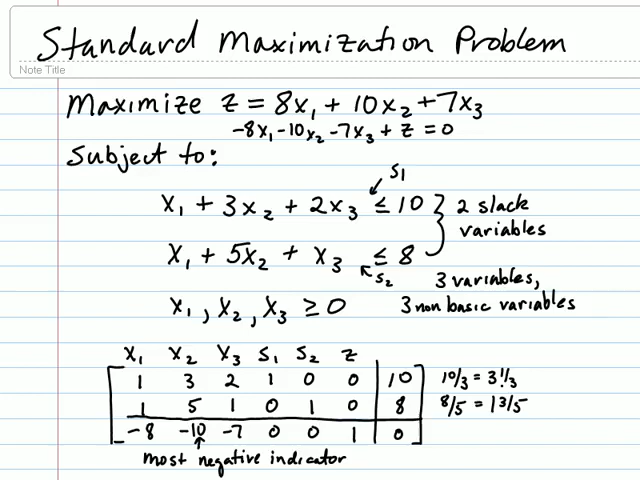 Standard Maximization Problem
Note Title
Maximize z = 8x₁ + 10x₂ + 7x₃
-8x₁ -10x₂ -7x₃ + z = 0
Subject to:
S₁
x₁ + 3x₂ + 2x₃ ≤ 10 } 2 slack
variables
x₁ + 5x₂ + x₃ ≤ 8
S₂
3 variables,
x₁, x₂, x₃ ≥ 0 3 non basic variables
x₁ x₂ x₃ s₁ s₂ z
1 3 2 1 0 0 10 10/3 = 3 1/3
1 5 1 0 1 0 8 8/5 = 1 3/5
-8 -10 -7 0 0 1 0
most negative indicator